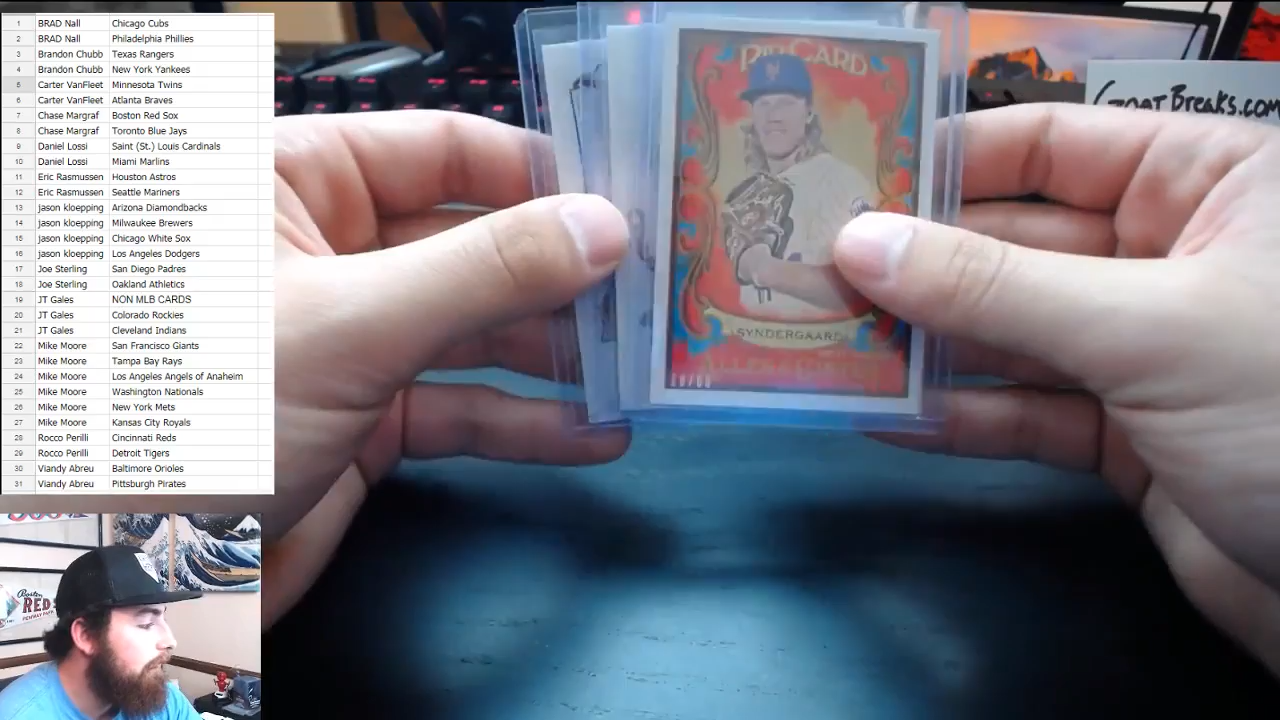 1 BRAD Nall Chicago Cubs
2 BRAD Nall Philadelphia Phillies
3 Brandon Chubb Texas Rangers
4 Brandon Chubb New York Yankees
5 Carter VanFleet Minnesota Twins
6 Carter VanFleet Atlanta Braves
7 Chase Margraf Boston Red Sox
8 Chase Margraf Toronto Blue Jays
9 Daniel Lossi Saint (St.) Louis Cardinals
10 Daniel Lossi Miami Marlins
11 Eric Rasmussen Houston Astros
12 Eric Rasmussen Seattle Mariners
13 jason kloepping Arizona Diamondbacks
14 jason kloepping Milwaukee Brewers
15 jason kloepping Chicago White Sox
16 jason kloepping Los Angeles Dodgers
17 Joe Sterling San Diego Padres
18 Joe Sterling Oakland Athletics
19 JT Gales NON MLB CARDS
20 JT Gales Colorado Rockies
21 JT Gales Cleveland Indians
22 Mike Moore San Francisco Giants
23 Mike Moore Tampa Bay Rays
24 Mike Moore Los Angeles Angels of Anaheim
25 Mike Moore Washington Nationals
26 Mike Moore New York Mets
27 Mike Moore Kansas City Royals
28 Rocco Perilli Cincinnati Reds
29 Rocco Perilli Detroit Tigers
30 Viandy Abreu Baltimore Orioles
31 Viandy Abreu Pittsburgh Pirates
RIP CARD
SYNDERGAARD
GoatBreaks.com
Boston
RED
FENWAY PARK